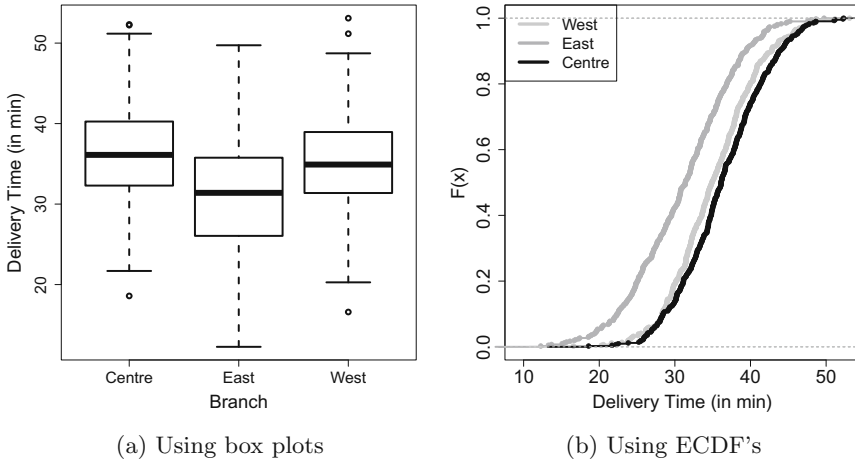 Delivery Time (in min)
50
40
30
20
Centre
East
West
Branch
(a) Using box plots
F(x)
1.0
0.8
0.6
0.4
0.2
0.0
West
East
Centre
10
20
30
40
50
Delivery Time (in min)
(b) Using ECDF's